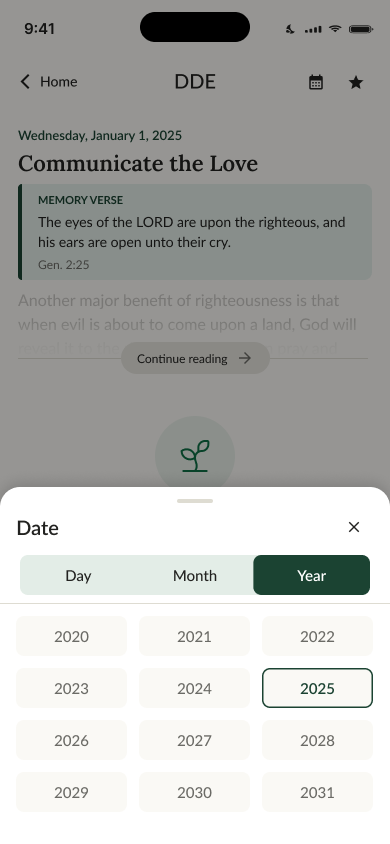 9:41
Home
DDE
Wednesday, January 1, 2025
Communicate the Love
MEMORY VERSE
The eyes of the LORD are upon the righteous, and
his ears are open unto their cry.
Gen. 2:25
Another major benefit of righteousness is that
when evil is about to come upon a land, God will
Continue reading
Date
Day Month Year
2020 2021 2022
2023 2024 2025
2026 2027 2028
2029 2030 2031